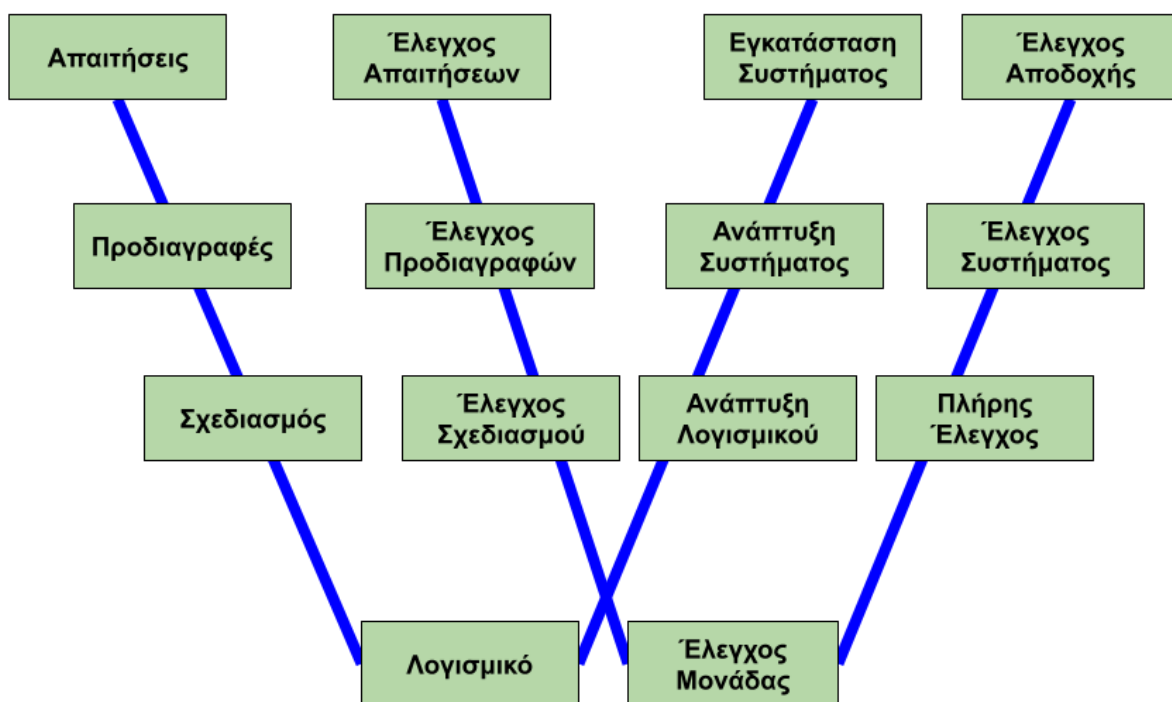 Απαιτήσεις
Έλεγχος
Απαιτήσεων
Εγκατάσταση
Συστήματος
Έλεγχος
Αποδοχής
Προδιαγραφές
Έλεγχος
Προδιαγραφών
Ανάπτυξη
Συστήματος
Έλεγχος
Συστήματος
Σχεδιασμός
Έλεγχος
Σχεδιασμού
Ανάπτυξη
Λογισμικού
Πλήρης
Έλεγχος
Λογισμικό
Έλεγχος
Μονάδας